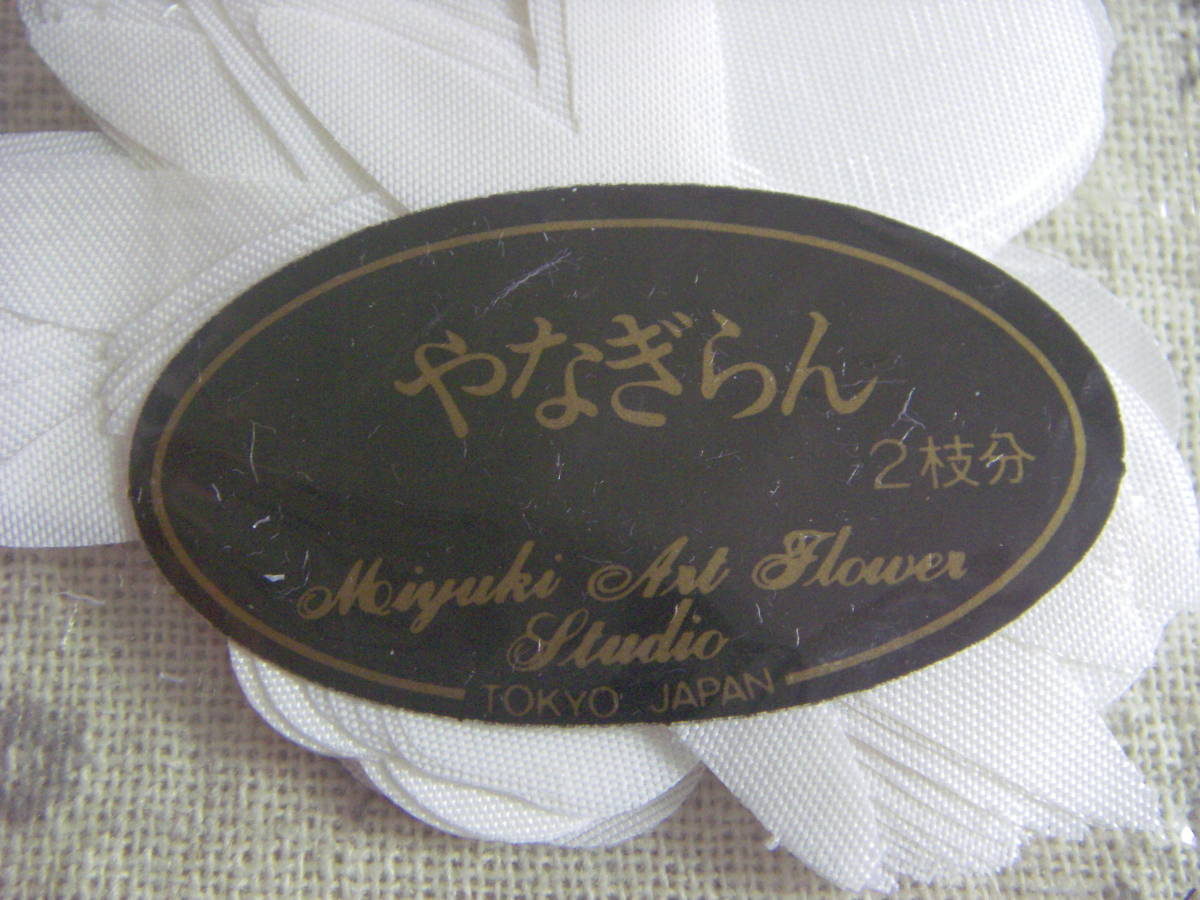 やなぎらん
2枝分
Miyuki Art Flower
Studio
TOKYO JAPAN